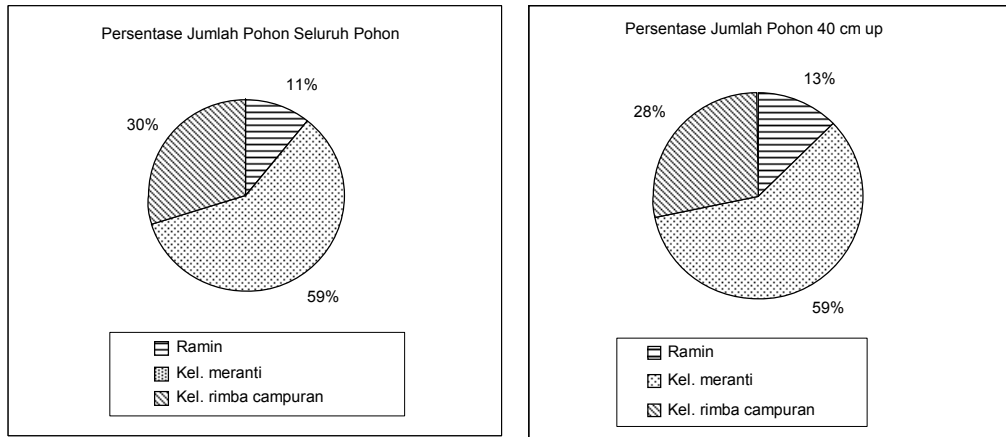 Persentase Jumlah Pohon Seluruh Pohon
11%
30%
59%
Ramin
Kel. meranti
Kel. rimba campuran
Persentase Jumlah Pohon 40 cm up
13%
28%
59%
Ramin
Kel. meranti
Kel. rimba campuran